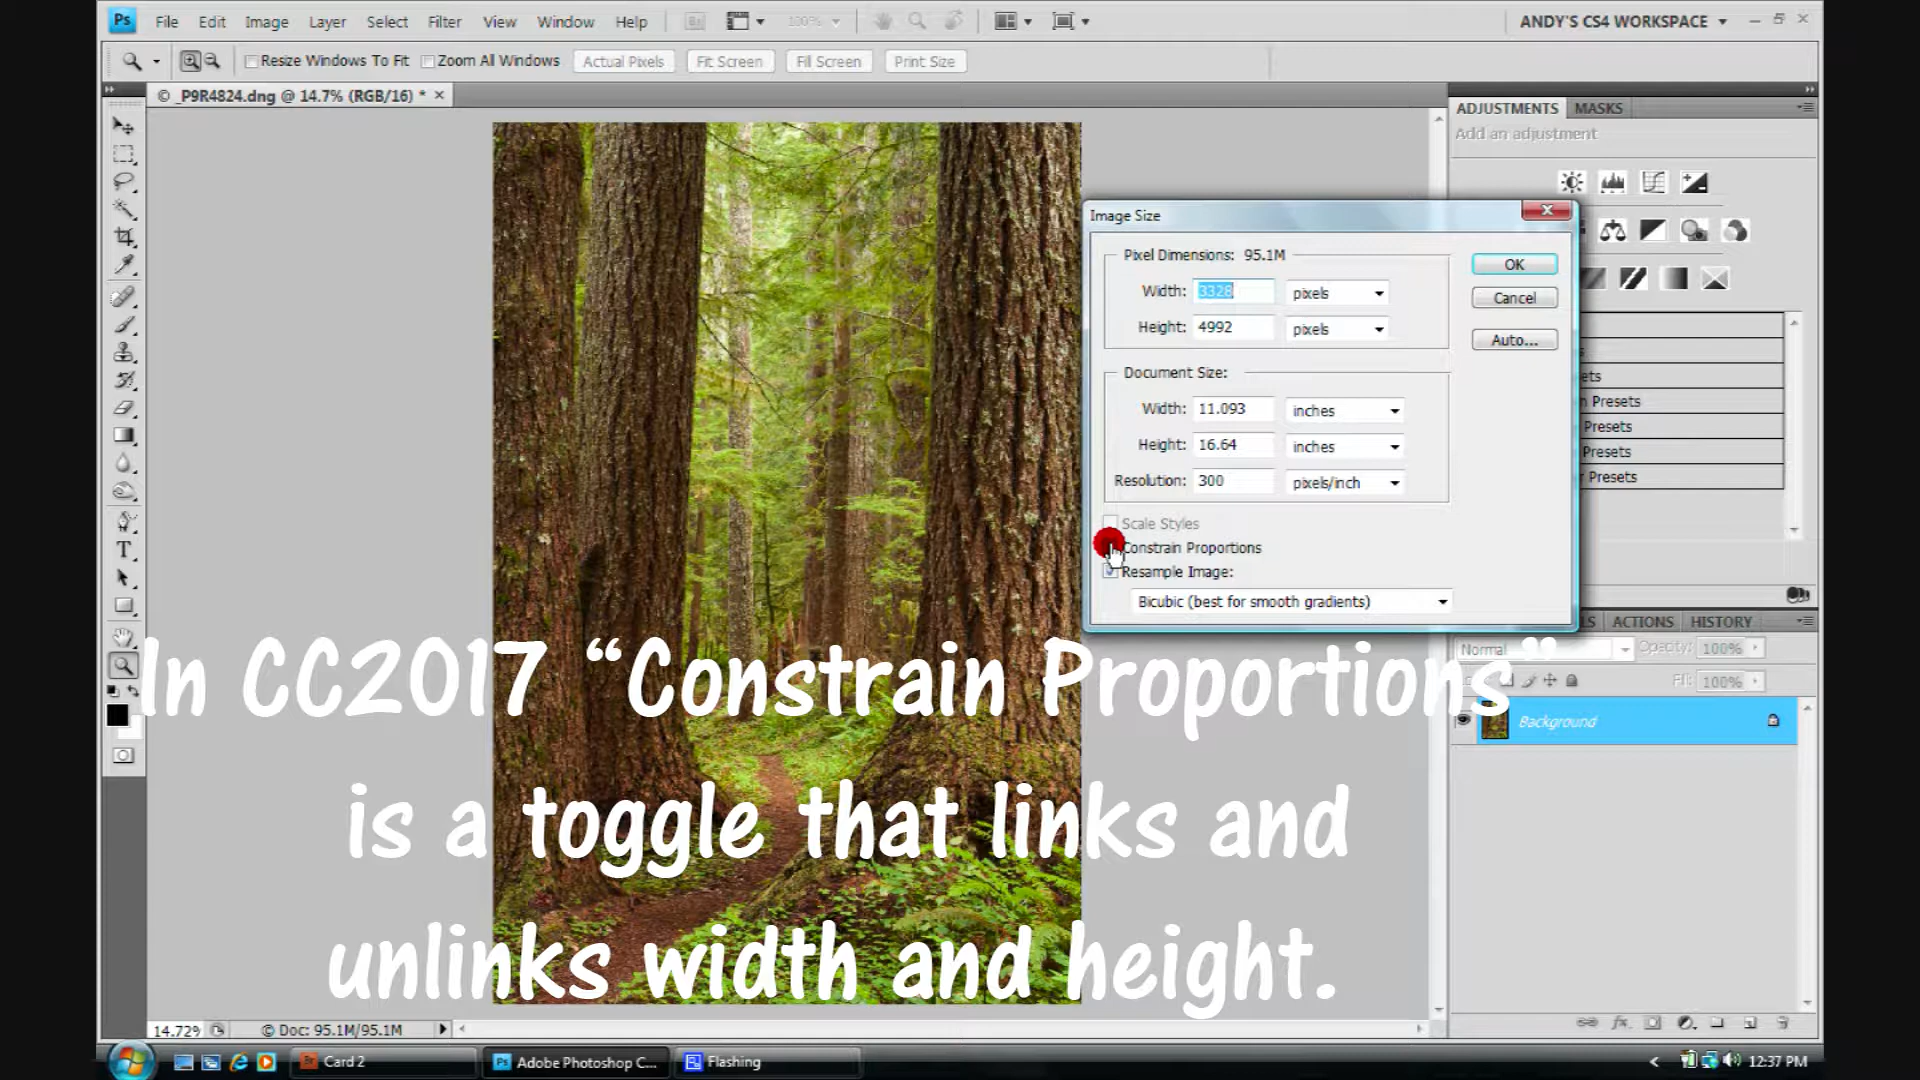 Ps File Edit Image Layer Select Filter View Window Help Br 100% ANDY'S CS4 WORKSPACE
Resize Windows To Fit Zoom All Windows Actual Pixels Fit Screen Fill Screen Print Size
© _P9R4824.dng @ 14.7% (RGB/16) * ×
ADJUSTMENTS MASKS
Add an adjustment
Image Size
Pixel Dimensions: 95.1M
Width: 3328 pixels
Height: 4992 pixels
OK
Cancel
Auto...
Document Size:
Width: 11.093 inches
Height: 16.64 inches
Resolution: 300 pixels/inch
Scale Styles
Constrain Proportions
Resample Image:
Bicubic (best for smooth gradients)
Presets
Presets
Presets
Presets
ACTIONS HISTORY
Normal Opacity: 100%
Fill: 100%
Background
In CC2017 “Constrain Proportions”
is a toggle that links and
unlinks width and height.
14.72% © Doc: 95.1M/95.1M
Card 2 Adobe Photoshop C... Flashing 12:37 PM